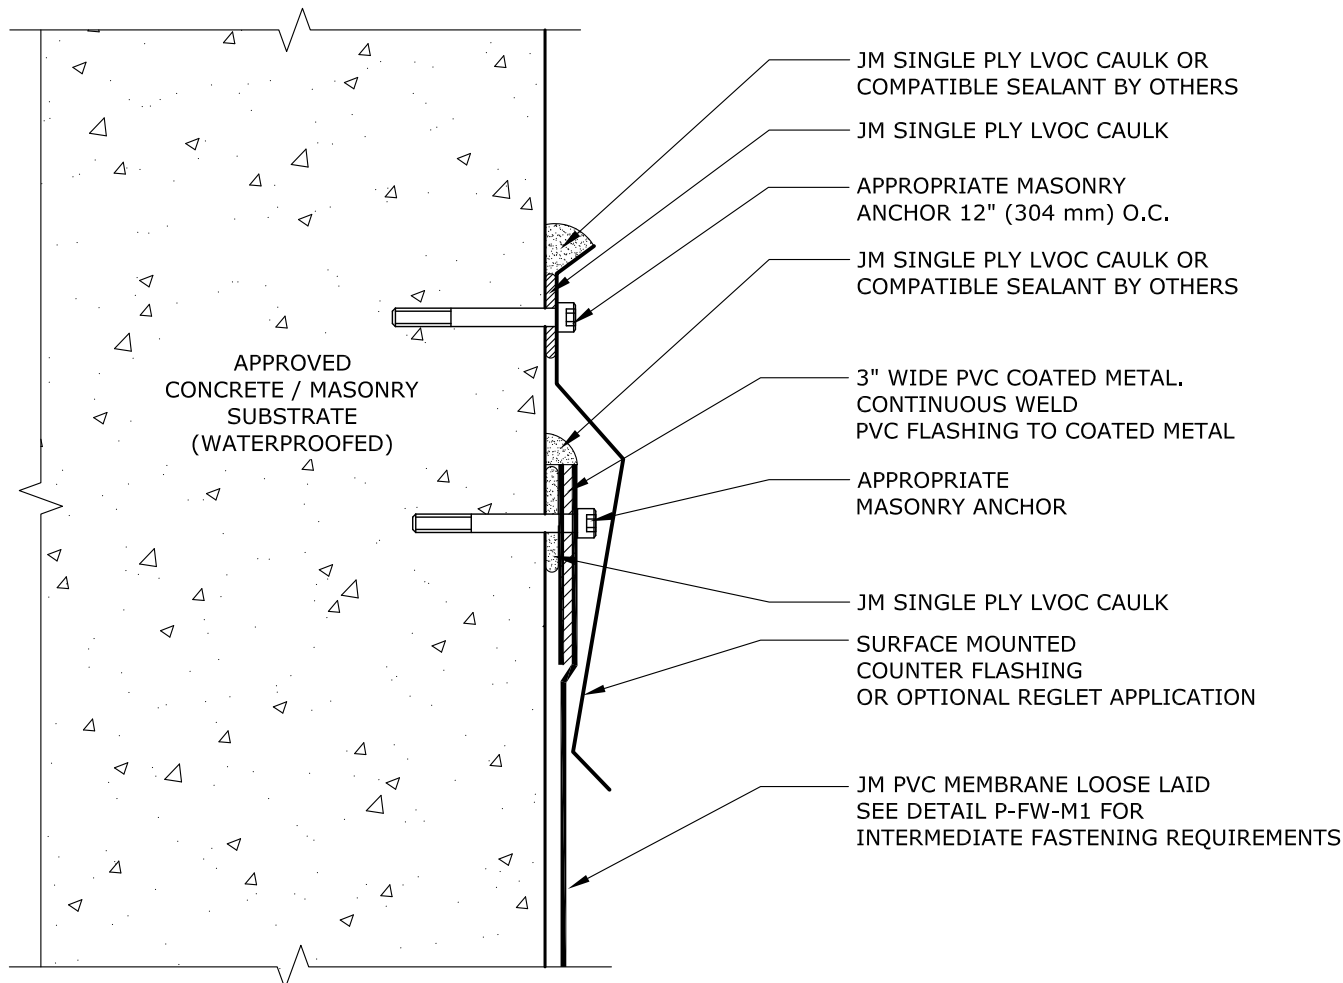 JM SINGLE PLY LVOC CAULK OR
COMPATIBLE SEALANT BY OTHERS
JM SINGLE PLY LVOC CAULK
APPROPRIATE MASONRY
ANCHOR 12" (304 mm) O.C.
JM SINGLE PLY LVOC CAULK OR
COMPATIBLE SEALANT BY OTHERS
APPROVED
CONCRETE / MASONRY
SUBSTRATE
(WATERPROOFED)
3" WIDE PVC COATED METAL.
CONTINUOUS WELD
PVC FLASHING TO COATED METAL
APPROPRIATE
MASONRY ANCHOR
JM SINGLE PLY LVOC CAULK
SURFACE MOUNTED
COUNTER FLASHING
OR OPTIONAL REGLET APPLICATION
JM PVC MEMBRANE LOOSE LAID
SEE DETAIL P-FW-M1 FOR
INTERMEDIATE FASTENING REQUIREMENTS